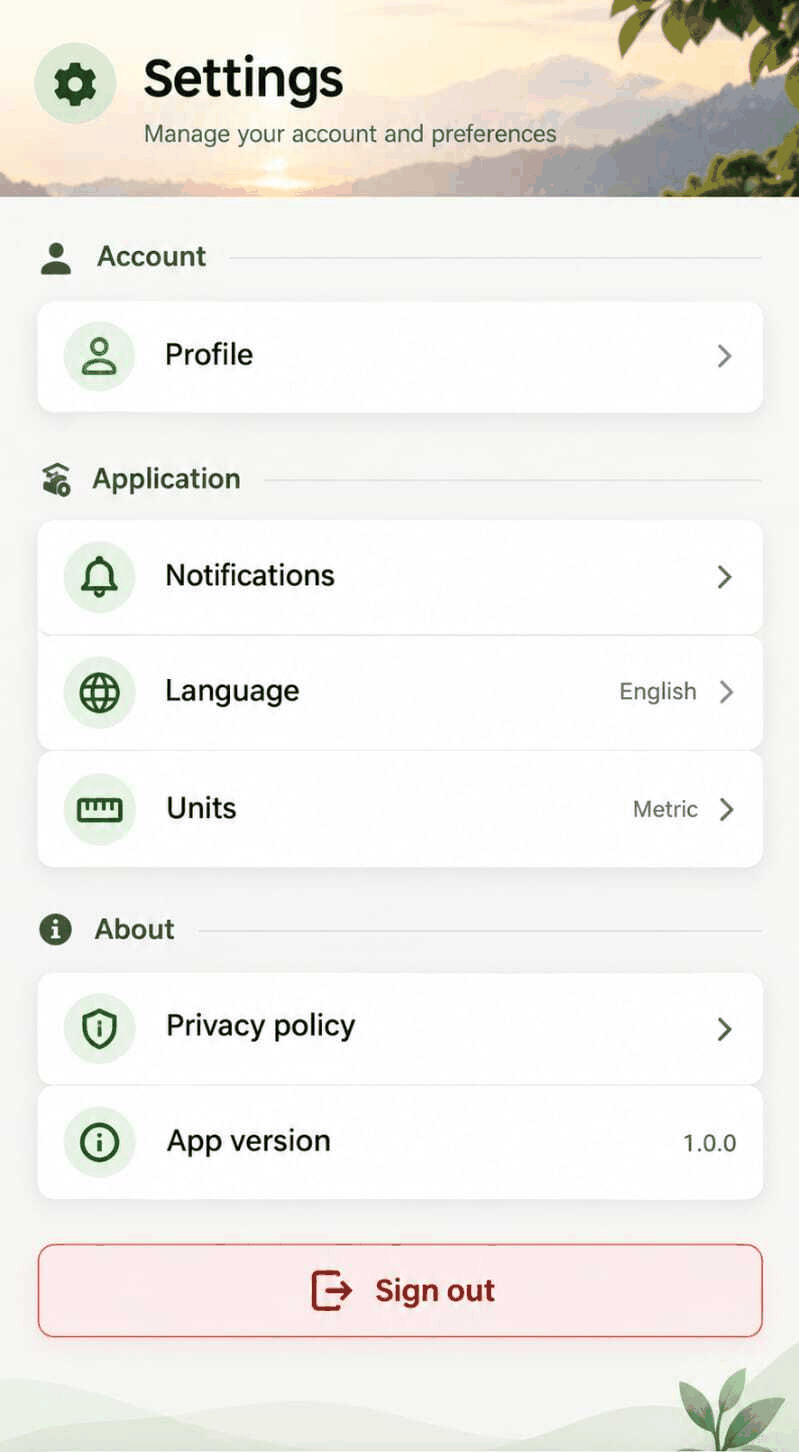 Settings
Manage your account and preferences
Account
Profile
Application
Notifications
Language
English
Units
Metric
About
Privacy policy
App version
1.0.0
Sign out